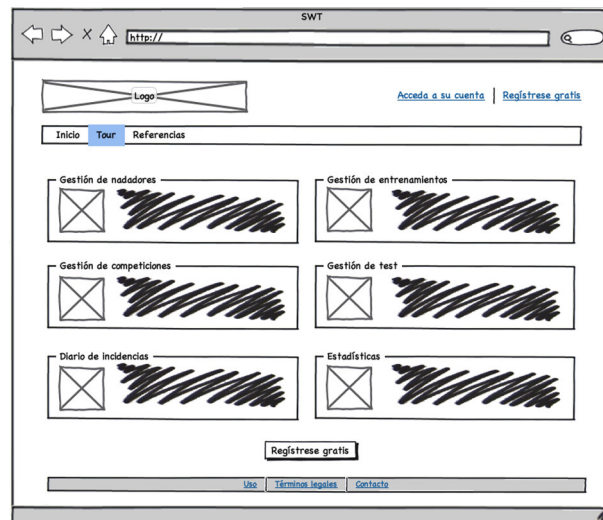 SWT
http://
Logo
Acceda a su cuenta | Regístrese gratis
Inicio Tour Referencias
Gestión de nadadores
Gestión de entrenamientos
Gestión de competiciones
Gestión de test
Diario de incidencias
Estadísticas
Regístrese gratis
Uso | Términos legales | Contacto